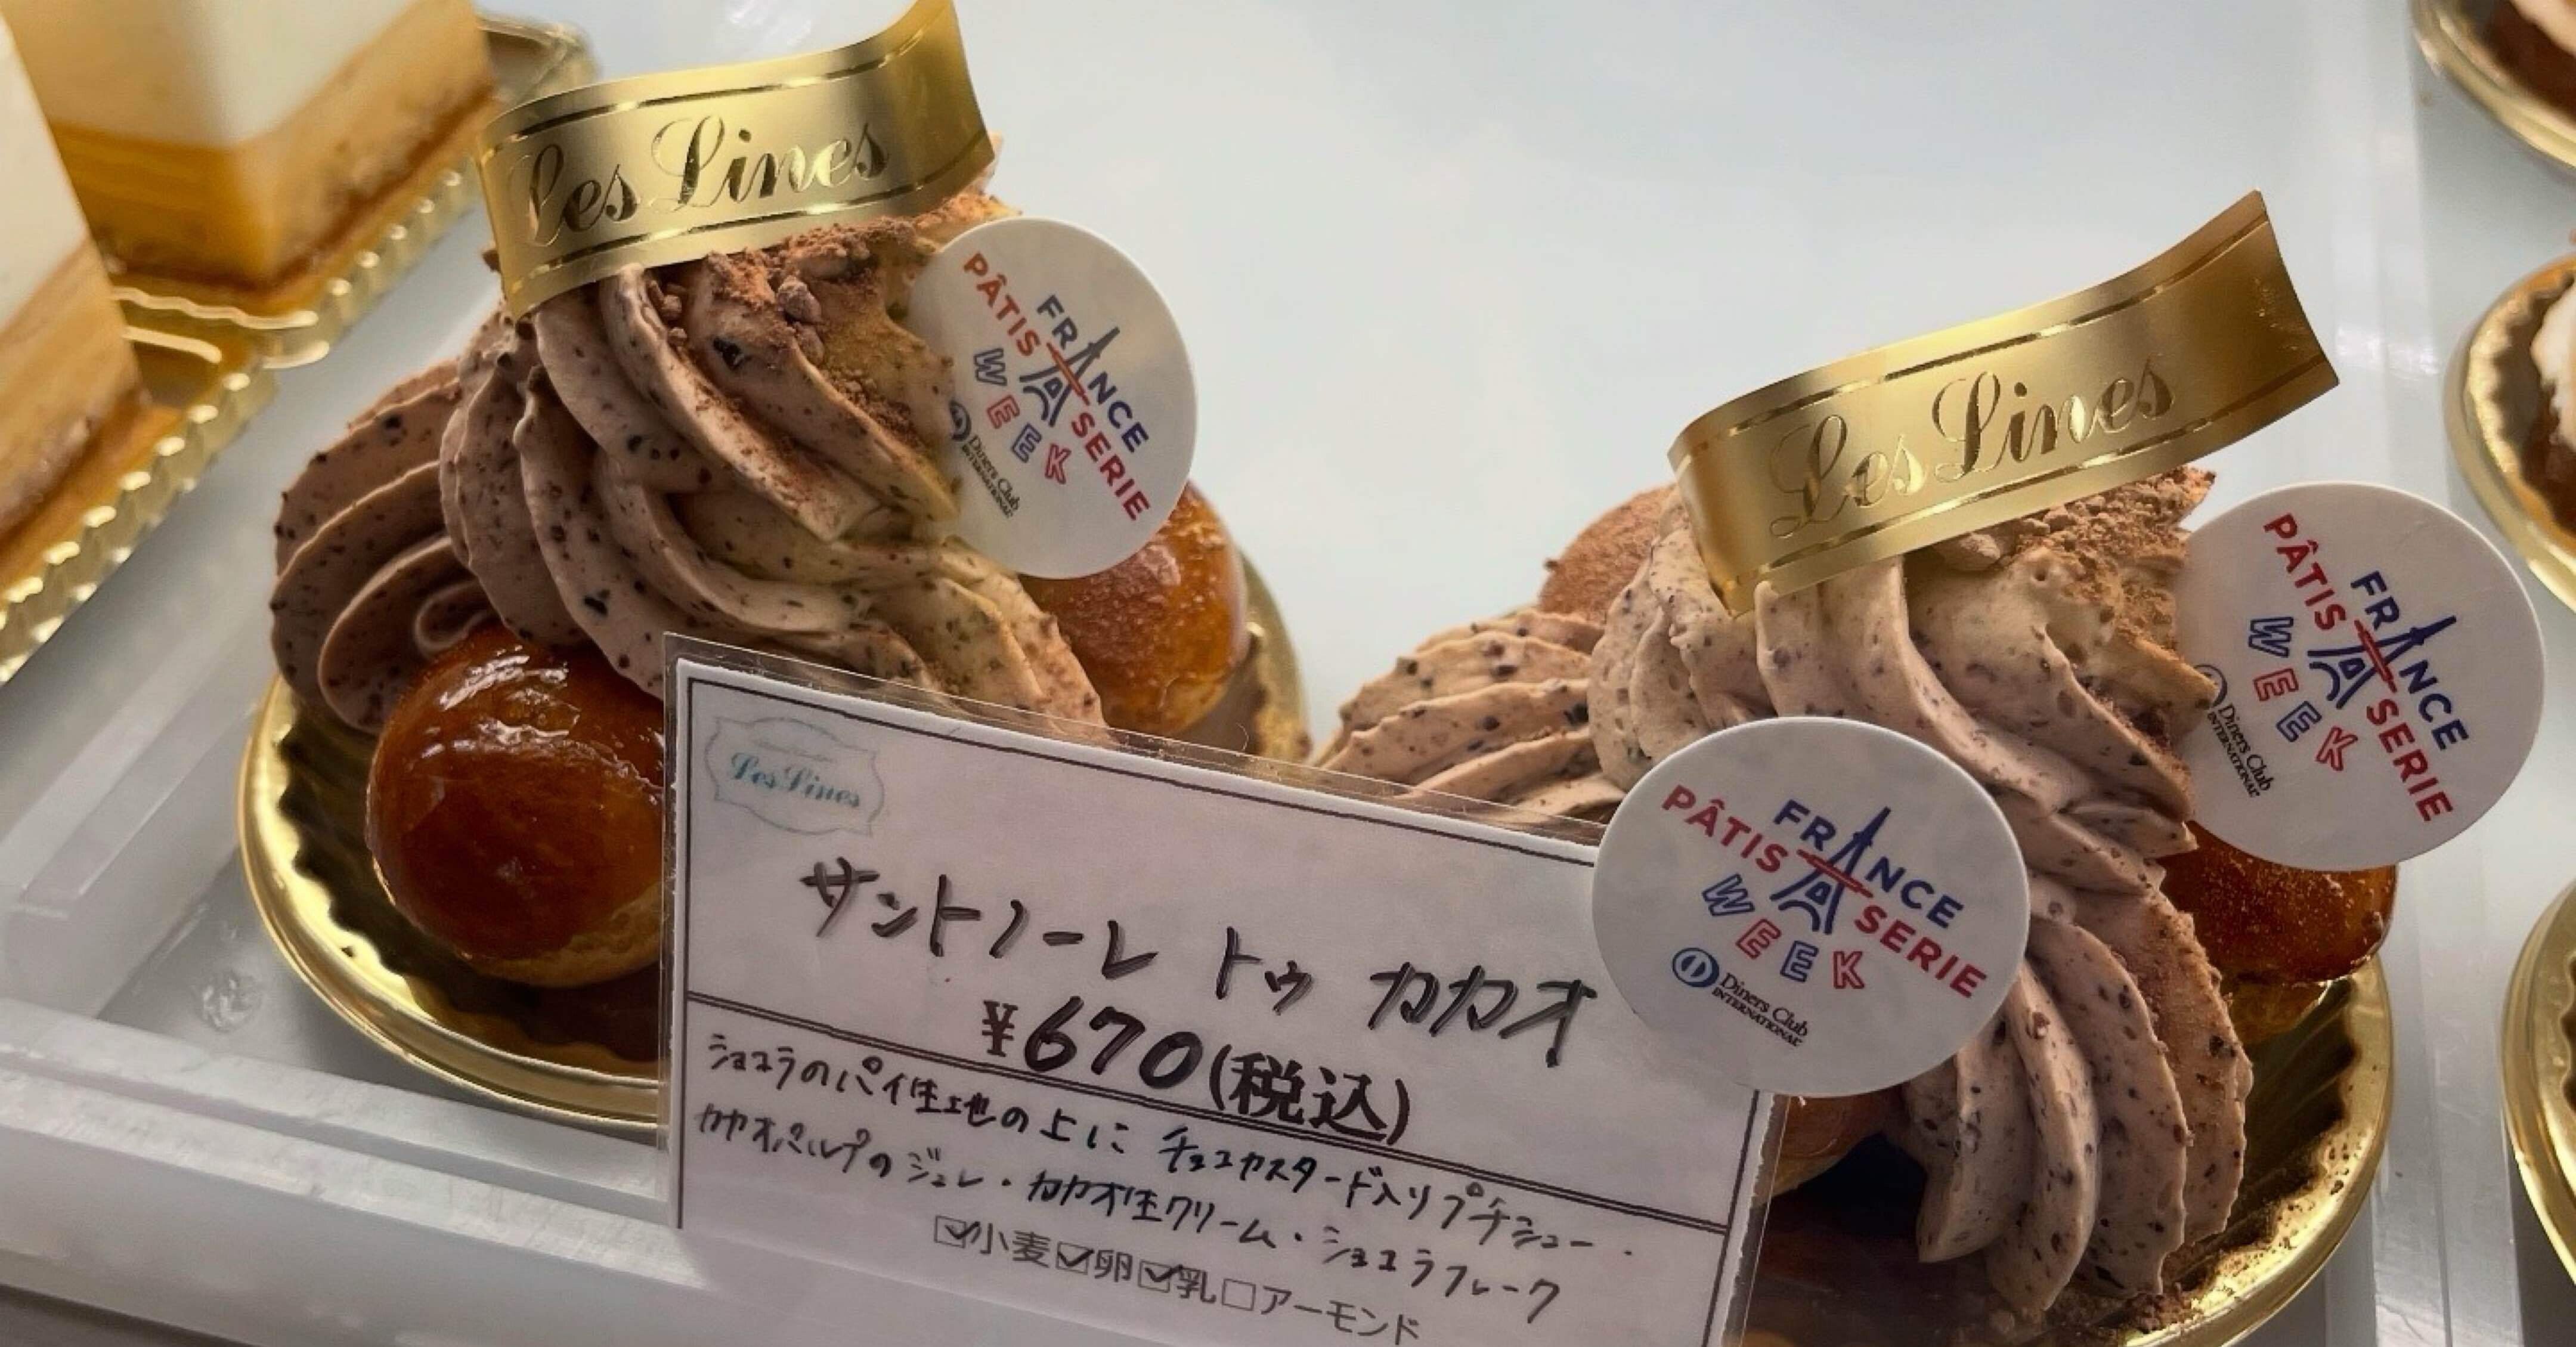 Les Lines
FRANCE
PÂTISSERIE
WEEK
Diners Club
INTERNATIONAL
Les Lines
FRANCE
PÂTISSERIE
WEEK
Diners Club
INTERNATIONAL
Les Lines
サントノーレ トゥ カカオ
¥670(税込)
ショコラのパイ生地の上に チョコカスタード入りプチシュー・
カカオパルプのジュレ・カカオ生クリーム・ショコラフレーク
☑小麦☑卵☑乳☐アーモンド
FRANCE
PÂTISSERIE
WEEK
Diners Club
INTERNATIONAL